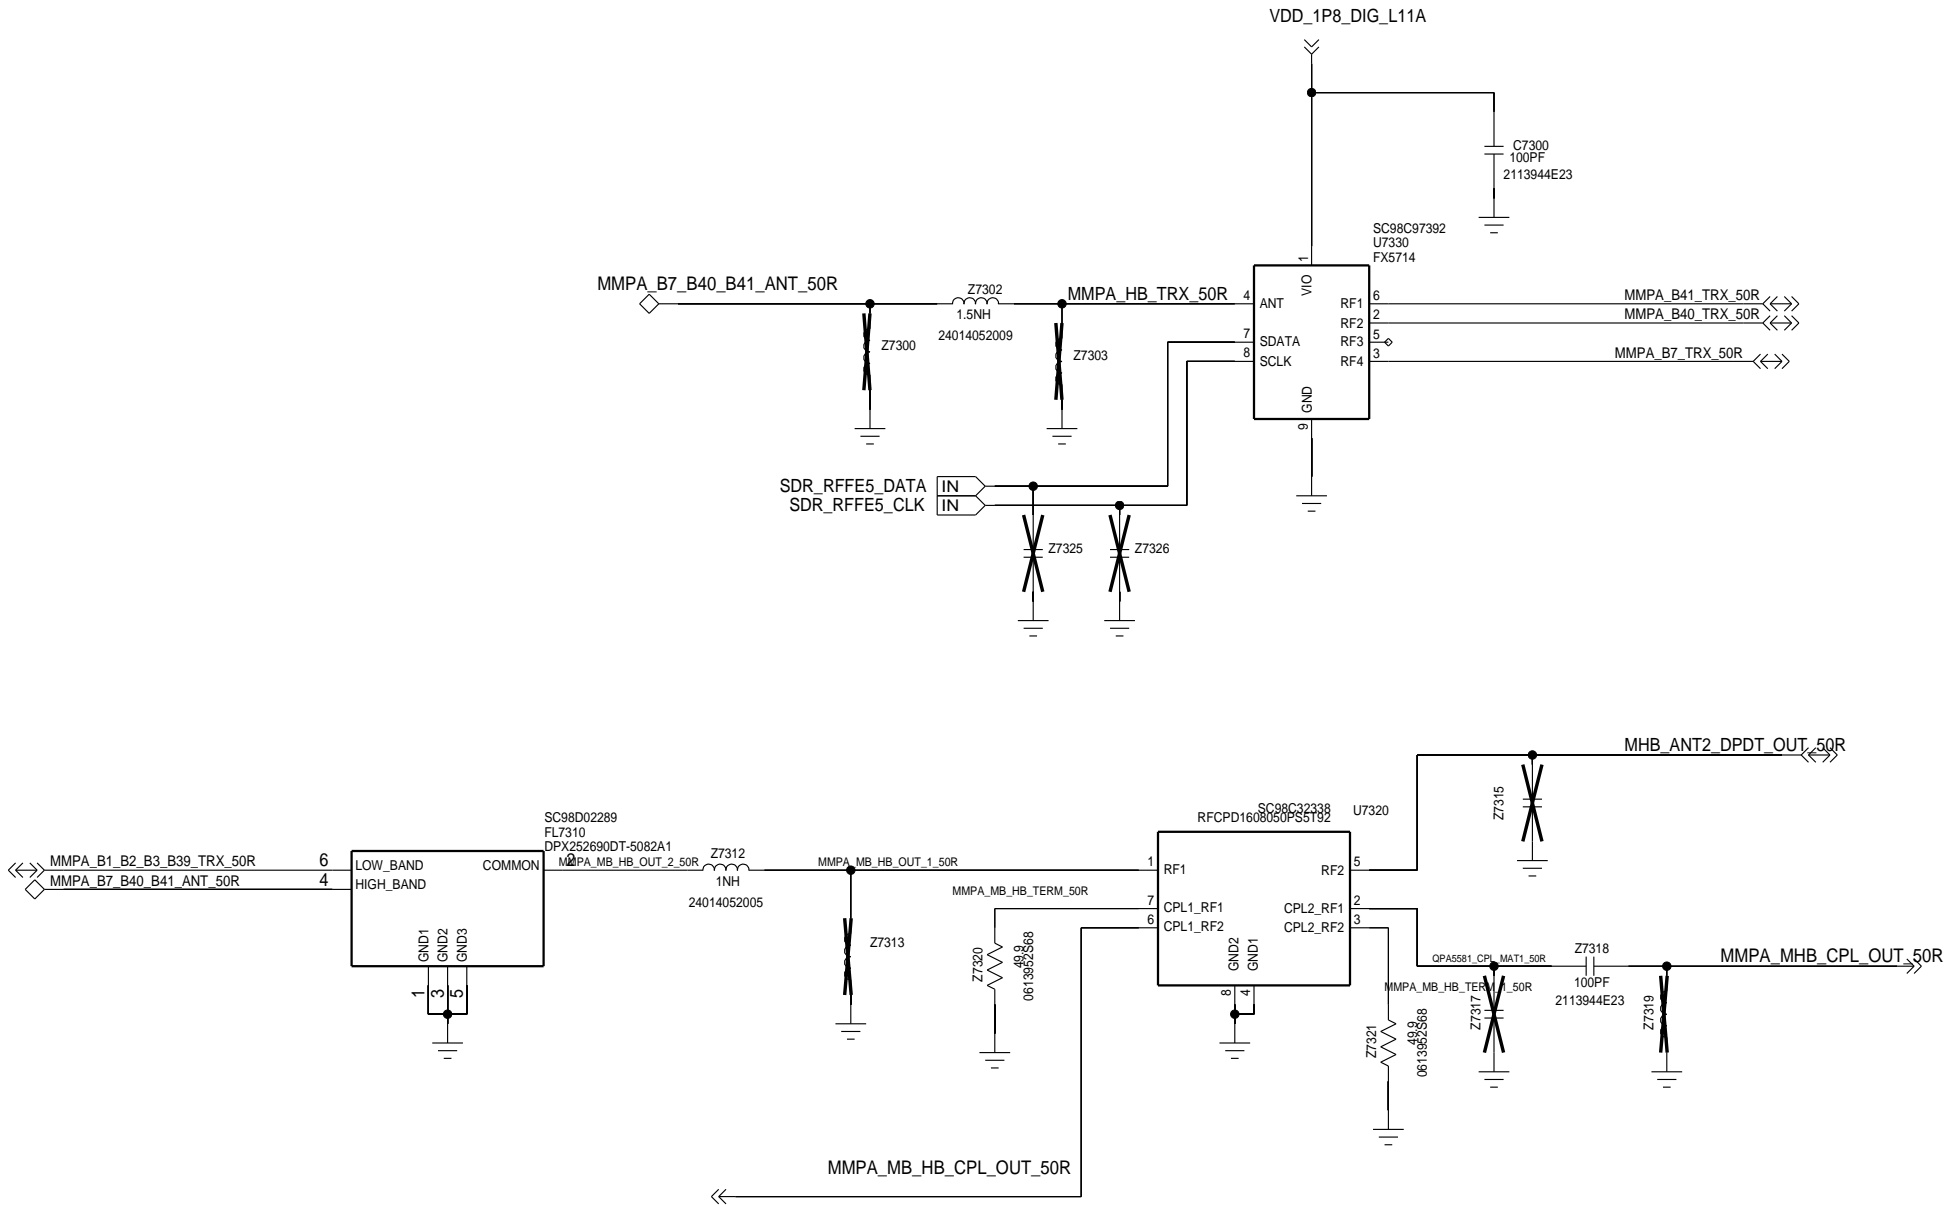 VDD_1P8_DIG_L11A
C7300
100PF
2113944E23
SC98C97392
U7330
FX5714
MMPA_B7_B40_B41_ANT_50R
Z7302
1.5NH
24014052009
MMPA_HB_TRX_50R
Z7300
Z7303
1
VIO
4 ANT
7 SDATA
8 SCLK
RF1 6
RF2 2
RF3 5
RF4 3
GND
9
MMPA_B41_TRX_50R
MMPA_B40_TRX_50R
MMPA_B7_TRX_50R
SDR_RFFE5_DATA IN
SDR_RFFE5_CLK IN
Z7325
Z7326
MHB_ANT2_DPDT_OUT_50R
Z7315
SC98D02289
FL7310
DPX252690DT-5082A1
MMPA_B1_B2_B3_B39_TRX_50R 6 LOW_BAND
MMPA_B7_B40_B41_ANT_50R 4 HIGH_BAND
COMMON 2
GND1 GND2 GND3
1 3 5
MMPA_MB_HB_OUT_2_50R
Z7312
1NH
24014052005
MMPA_MB_HB_OUT_1_50R
Z7313
MMPA_MB_HB_TERM_50R
Z7320
49.9
0613952S68
SC98C32338
RFCPD1608050PS5T92
U7320
1 RF1
7 CPL1_RF1
6 CPL1_RF2
RF2 5
CPL2_RF1 2
CPL2_RF2 3
GND2 GND1
8 4
QPA5581_CPL_MAT1_50R
MMPA_MB_HB_TERM_1_50R
Z7317
Z7318
100PF
2113944E23
Z7319
MMPA_MHB_CPL_OUT_50R
Z7321
49.9
0613952S68
MMPA_MB_HB_CPL_OUT_50R